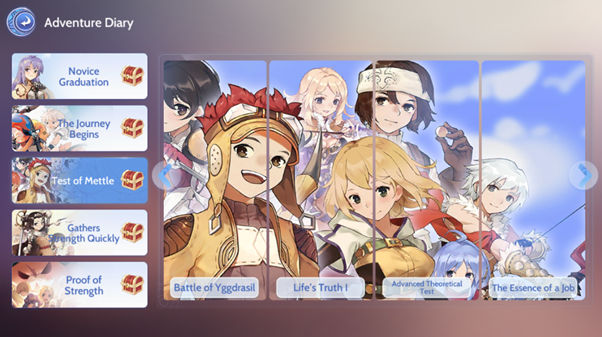 Adventure Diary
Novice
Graduation
The Journey
Begins
Test of Mettle
Gathers
Strength Quickly
Proof of
Strength
Battle of Yggdrasil
Life's Truth I
Advanced Theoretical
Test
The Essence of a Job